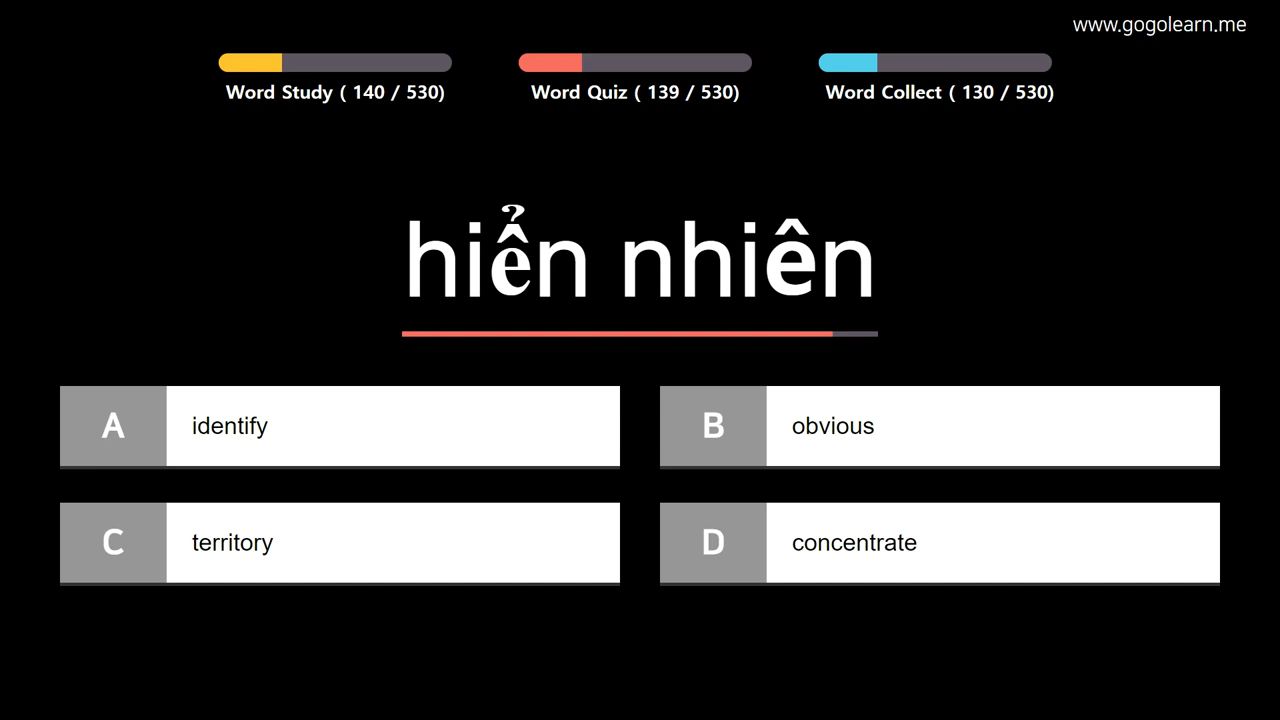 www.gogolearn.me
Word Study ( 140 / 530)
Word Quiz ( 139 / 530)
Word Collect ( 130 / 530)
hiển nhiên
A identify
B obvious
C territory
D concentrate